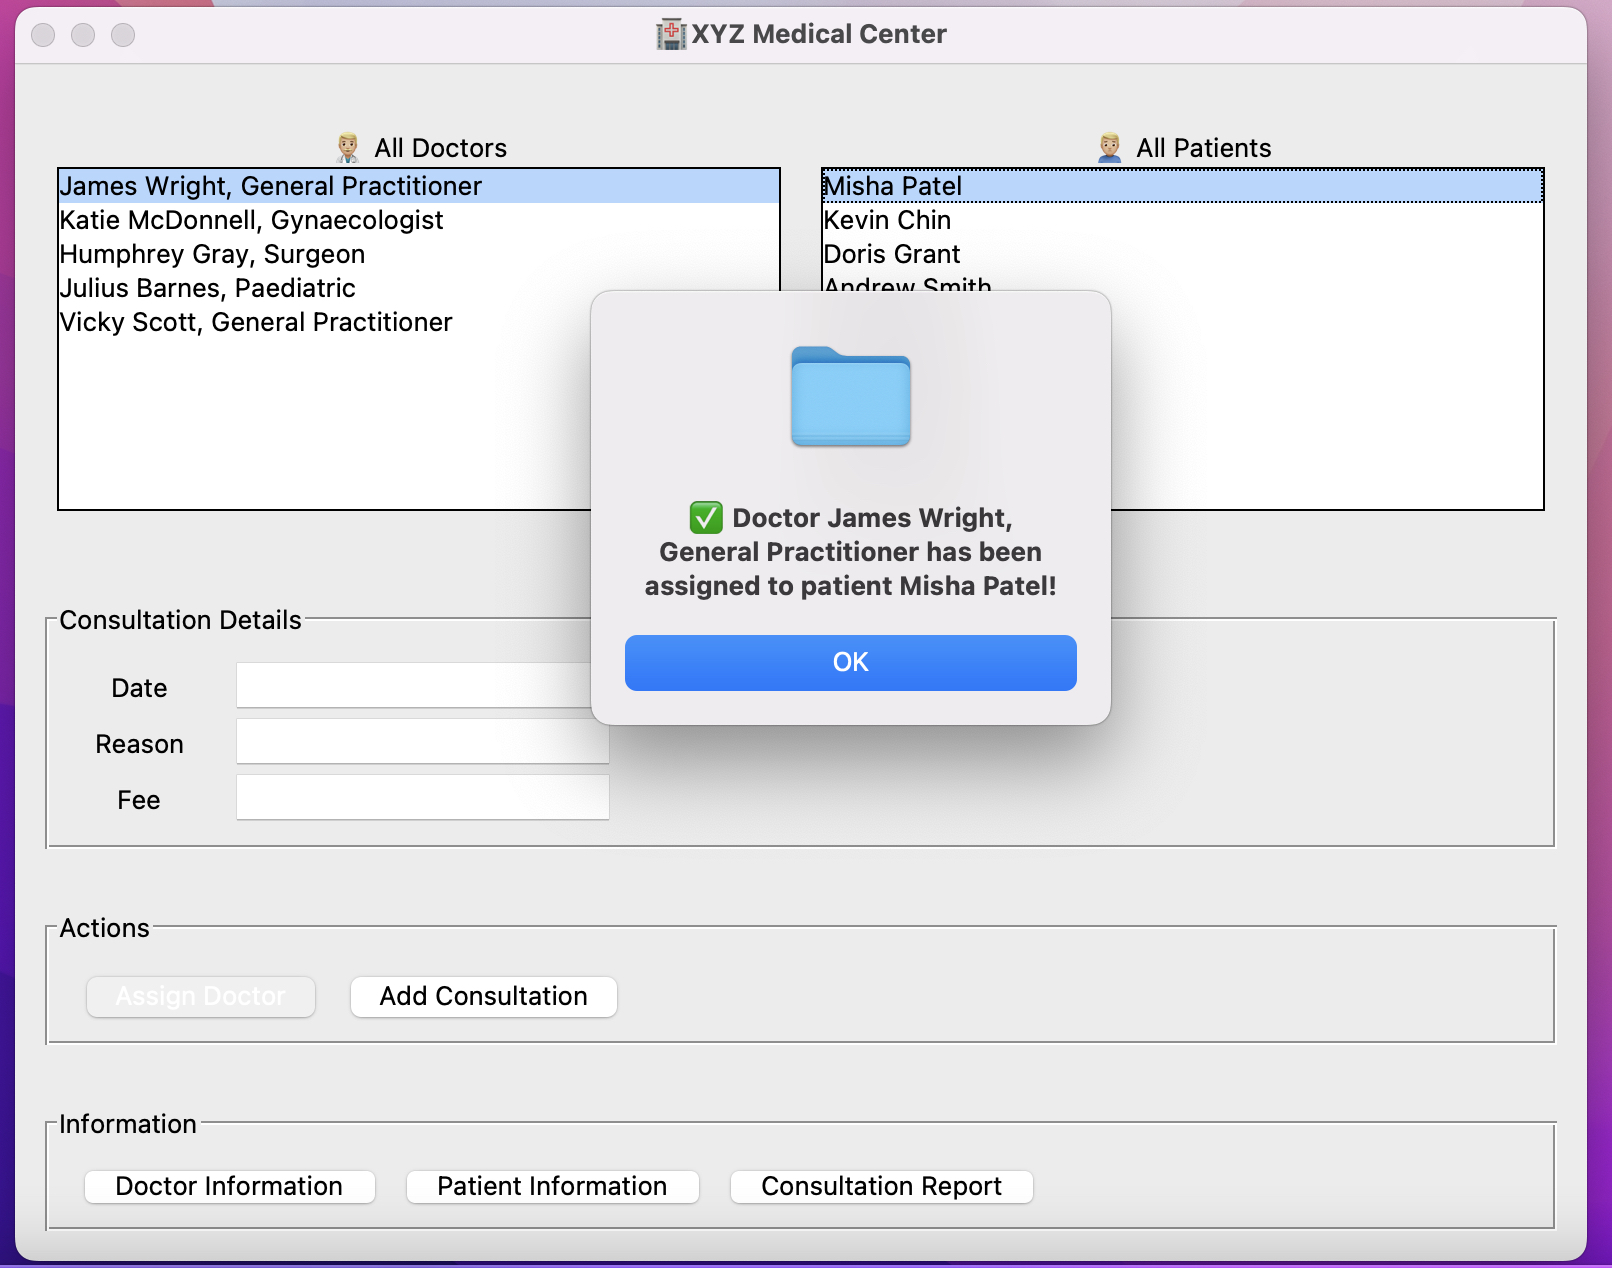 XYZ Medical Center
All Doctors
James Wright, General Practitioner
Katie McDonnell, Gynaecologist
Humphrey Gray, Surgeon
Julius Barnes, Paediatric
Vicky Scott, General Practitioner
All Patients
Misha Patel
Kevin Chin
Doris Grant
Andrew Smith
Doctor James Wright,
General Practitioner has been
assigned to patient Misha Patel!
OK
Consultation Details
Date
Reason
Fee
Actions
Assign Doctor
Add Consultation
Information
Doctor Information
Patient Information
Consultation Report